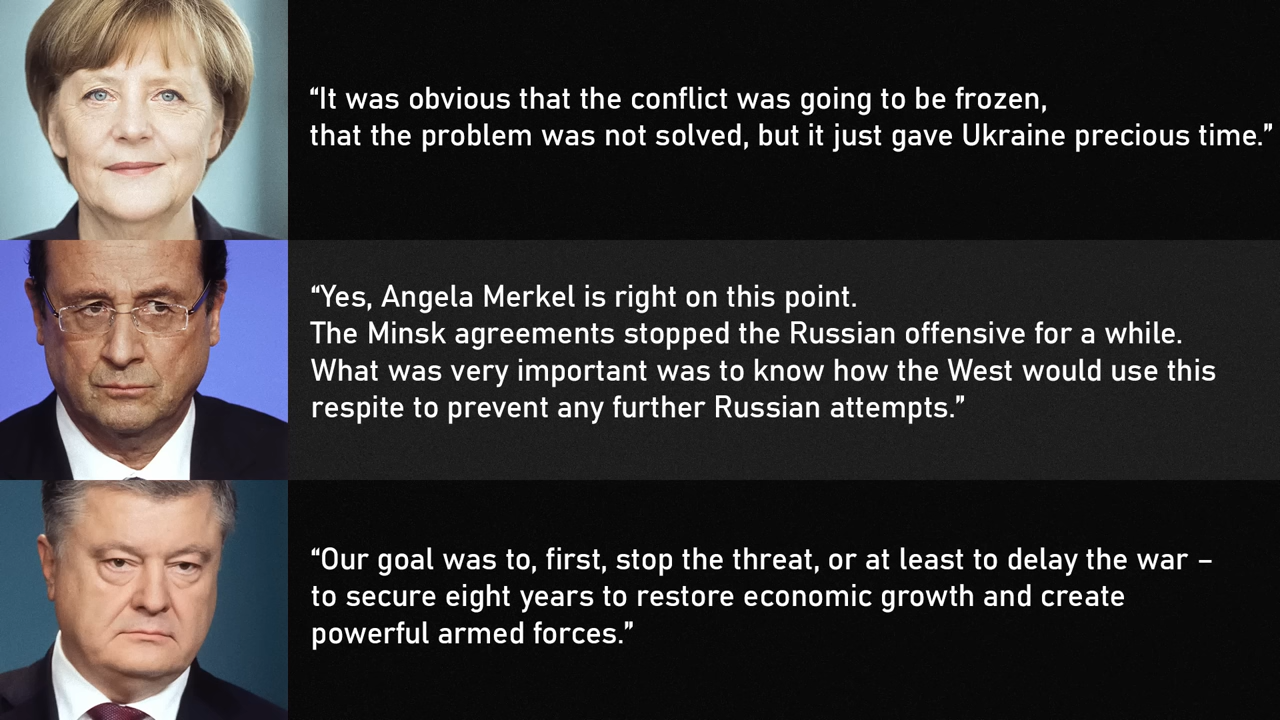 “It was obvious that the conflict was going to be frozen,
that the problem was not solved, but it just gave Ukraine precious time.”
“Yes, Angela Merkel is right on this point.
The Minsk agreements stopped the Russian offensive for a while.
What was very important was to know how the West would use this
respite to prevent any further Russian attempts.”
“Our goal was to, first, stop the threat, or at least to delay the war –
to secure eight years to restore economic growth and create
powerful armed forces.”